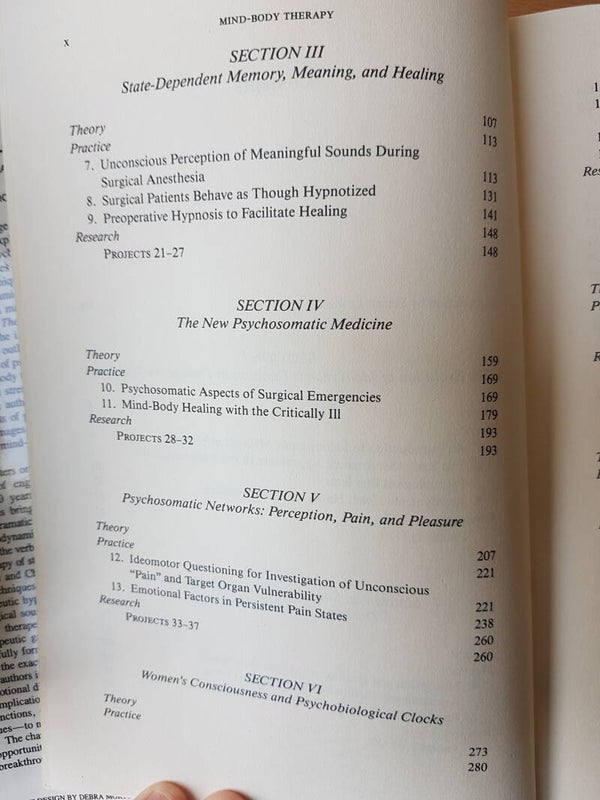 MIND-BODY THERAPY
x
SECTION III
State-Dependent Memory, Meaning, and Healing
Theory 107
Practice 113
7. Unconscious Perception of Meaningful Sounds During
Surgical Anesthesia 113
8. Surgical Patients Behave as Though Hypnotized 131
9. Preoperative Hypnosis to Facilitate Healing 141
Research 148
PROJECTS 21–27 148
SECTION IV
The New Psychosomatic Medicine
Theory 159
Practice 169
10. Psychosomatic Aspects of Surgical Emergencies 169
11. Mind-Body Healing with the Critically Ill 179
Research 193
PROJECTS 28–32 193
SECTION V
Psychosomatic Networks: Perception, Pain, and Pleasure
Theory 207
Practice 221
12. Ideomotor Questioning for Investigation of Unconscious
"Pain" and Target Organ Vulnerability 221
13. Emotional Factors in Persistent Pain States 238
Research 260
PROJECTS 33–37 260
SECTION VI
Women's Consciousness and Psychobiological Clocks
Theory 273
Practice 280
DESIGN BY DEBRA